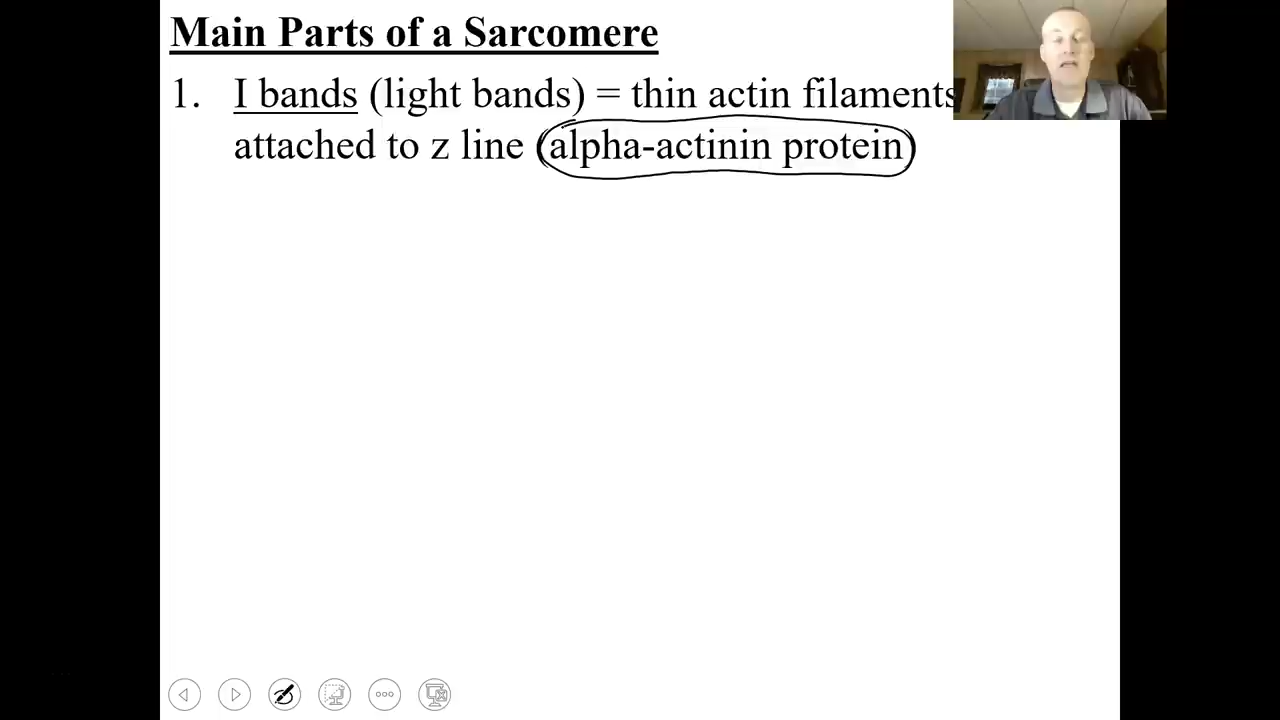 Main Parts of a Sarcomere
1. I bands (light bands) = thin actin filaments
attached to z line (alpha-actinin protein)